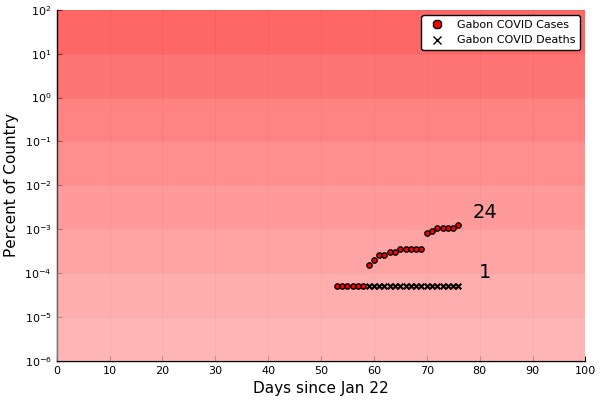 Gabon COVID Cases
Gabon COVID Deaths
10²
10¹
10⁰
10⁻¹
10⁻²
10⁻³
10⁻⁴
10⁻⁵
10⁻⁶
Percent of Country
24
1
0 10 20 30 40 50 60 70 80 90 100
Days since Jan 22